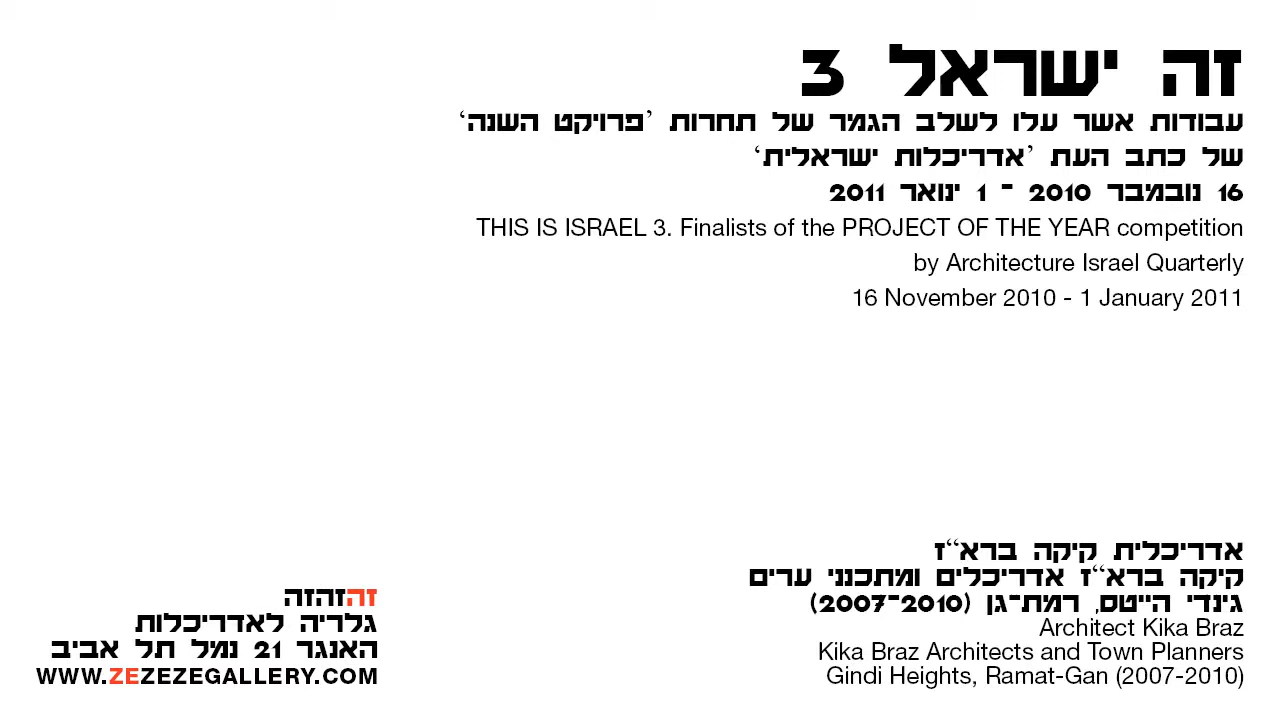 זה ישראל 3
עבודות אשר עלו לשלב הגמר של תחרות ’פרויקט השנה‘
של כתב העת ’אדריכלות ישראלית‘
16 נובמבר 2010 - 1 ינואר 2011
THIS IS ISRAEL 3. Finalists of the PROJECT OF THE YEAR competition
by Architecture Israel Quarterly
16 November 2010 - 1 January 2011
אדריכלית קיקה ברא“ז
קיקה ברא“ז אדריכלים ומתכנני ערים
גינדי הייטס, רמת-גן (2007-2010)
Architect Kika Braz
Kika Braz Architects and Town Planners
Gindi Heights, Ramat-Gan (2007-2010)
זהזהזה
גלריה לאדריכלות
האנגר 21 נמל תל אביב
WWW.ZEZEZEGALLERY.COM